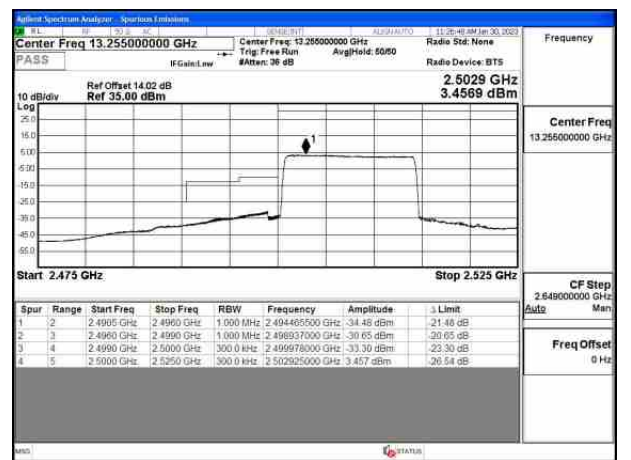 Agilent Spectrum Analyzer - Spurious Emissions
RL RF 50 Ω AC SENSE:INT ALIGN AUTO 11:26:48 AM Jan 30, 2023
Center Freq 13.255000000 GHz
PASS
IFGain:Low
Center Freq: 13.255000000 GHz
Trig: Free Run Avg|Hold: 50/50
#Atten: 36 dB
Radio Std: None
Radio Device: BTS
Frequency
Ref Offset 14.02 dB
10 dB/div Ref 35.00 dBm
2.5029 GHz
3.4569 dBm
Log
25.0
15.0
5.00
-5.00
-15.0
-25.0
-35.0
-45.0
-55.0
1
Start 2.475 GHz Stop 2.525 GHz
Center Freq
13.255000000 GHz
CF Step
2.649000000 GHz
Auto Man
Freq Offset
0 Hz
Spur Range Start Freq Stop Freq RBW Frequency Amplitude Δ Limit
1 2 2.4905 GHz 2.4960 GHz 1.000 MHz 2.494465500 GHz -34.48 dBm -21.48 dB
2 3 2.4960 GHz 2.4990 GHz 1.000 MHz 2.498937000 GHz -30.65 dBm -20.65 dB
3 4 2.4990 GHz 2.5000 GHz 300.0 kHz 2.499978000 GHz -33.30 dBm -23.30 dB
4 5 2.5000 GHz 2.5250 GHz 300.0 kHz 2.502925000 GHz 3.457 dBm -26.54 dB
MSG STATUS